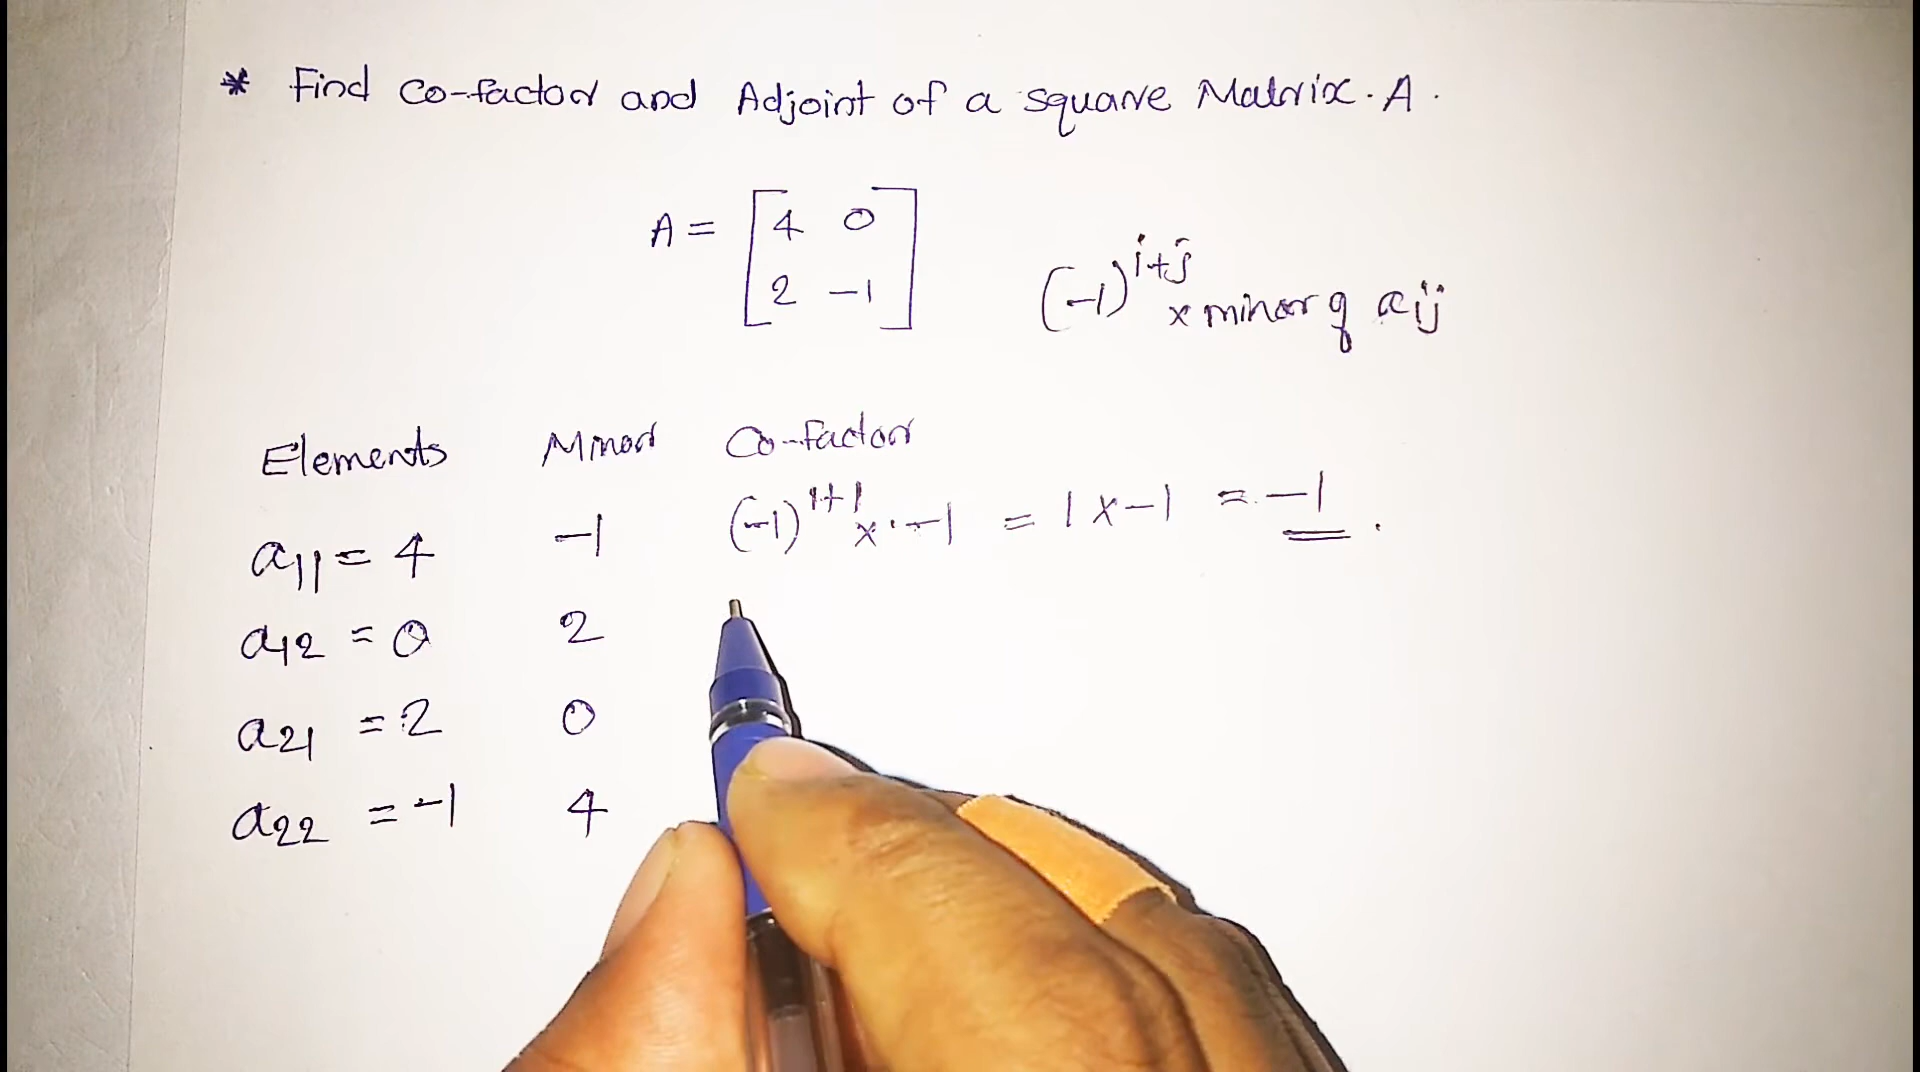 * Find Co-factor and Adjoint of a square Matrix. A.
A = [4 0
2 -1]
(-1)^{i+j} x minor of aij
Elements Minor Co-factor
a11 = 4 -1 (-1)^{1+1} x -1 = 1 x -1 = -1.
a12 = 0 2
a21 = 2 0
a22 = -1 4